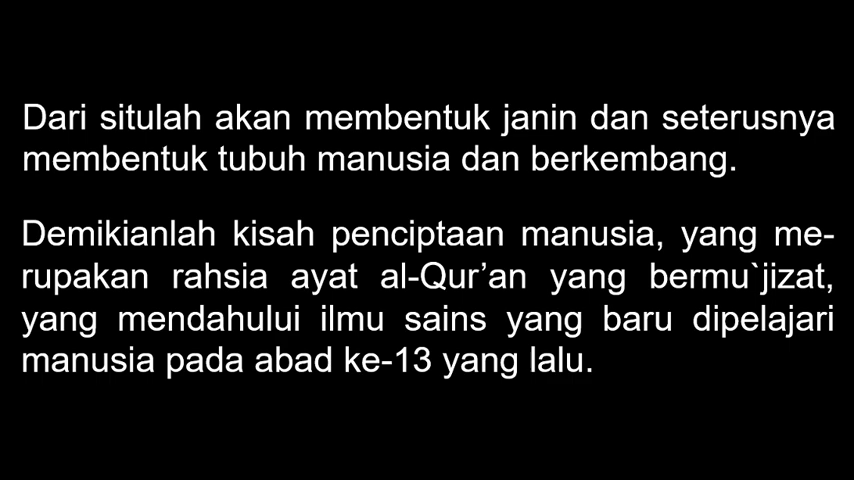 Dari situlah akan membentuk janin dan seterusnya
membentuk tubuh manusia dan berkembang.
Demikianlah kisah penciptaan manusia, yang me-
rupakan rahsia ayat al-Qur’an yang bermu`jizat,
yang mendahului ilmu sains yang baru dipelajari
manusia pada abad ke-13 yang lalu.